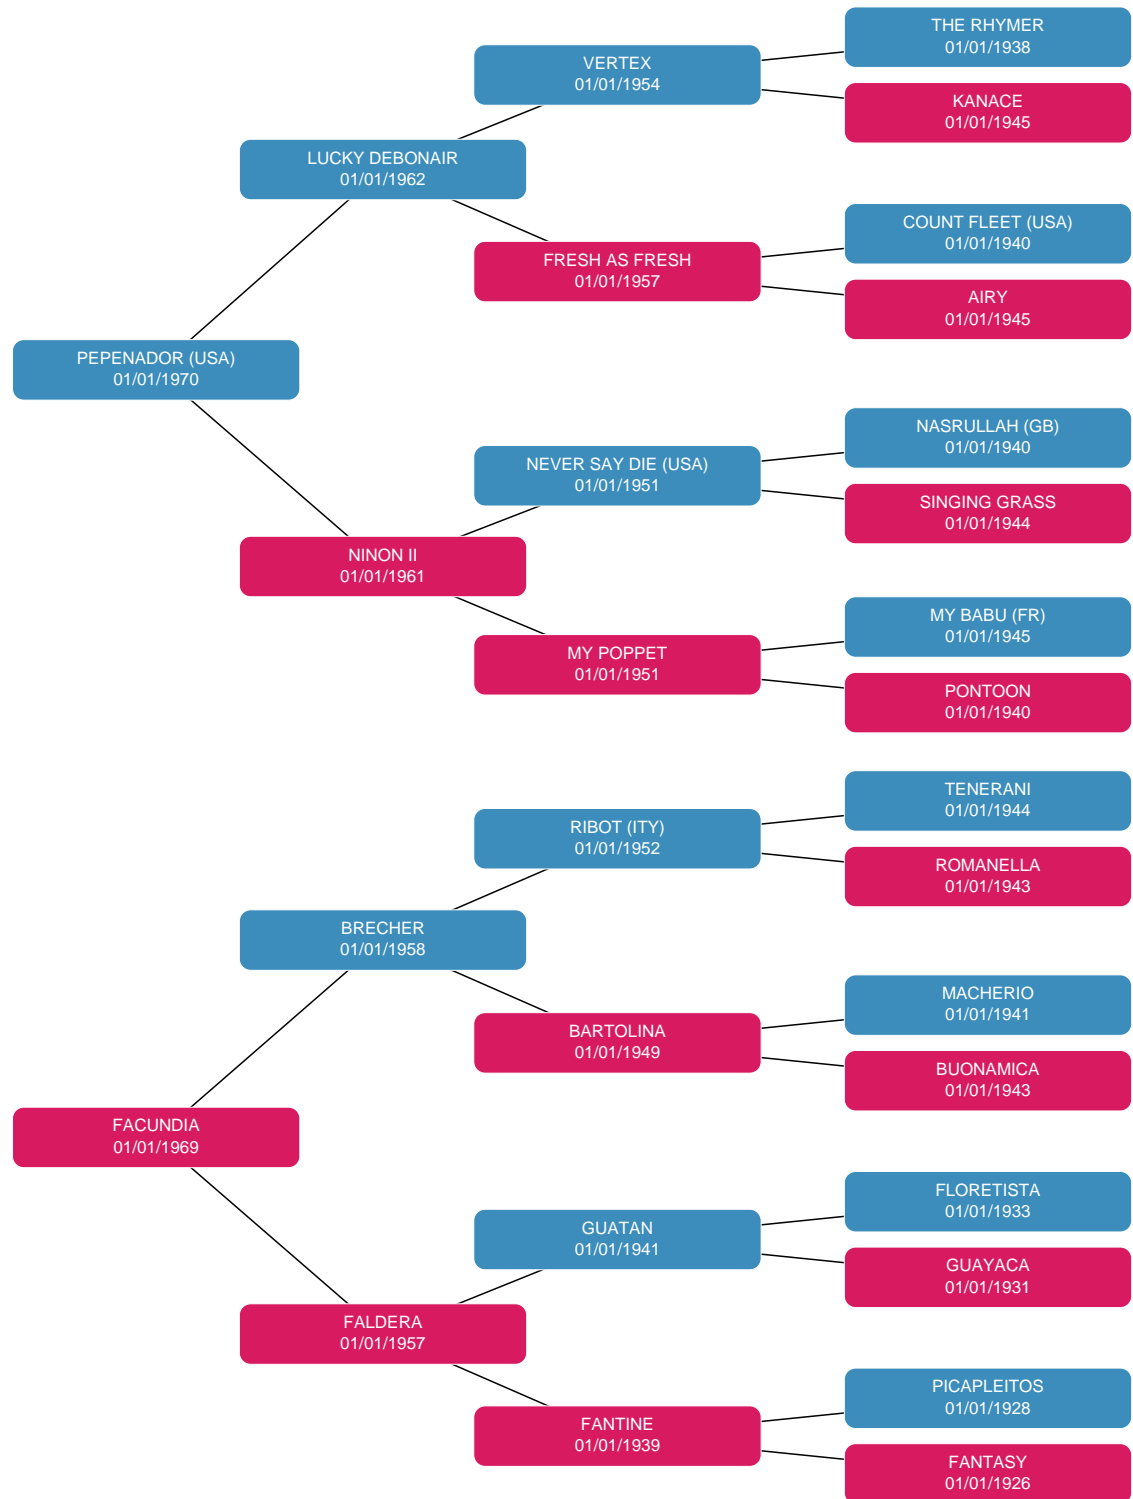 THE RHYMER
01/01/1938
VERTEX
01/01/1954
KANACE
01/01/1945
LUCKY DEBONAIR
01/01/1962
COUNT FLEET (USA)
01/01/1940
FRESH AS FRESH
01/01/1957
AIRY
01/01/1945
PEPENADOR (USA)
01/01/1970
NASRULLAH (GB)
01/01/1940
NEVER SAY DIE (USA)
01/01/1951
SINGING GRASS
01/01/1944
NINON II
01/01/1961
MY BABU (FR)
01/01/1945
MY POPPET
01/01/1951
PONTOON
01/01/1940
TENERANI
01/01/1944
RIBOT (ITY)
01/01/1952
ROMANELLA
01/01/1943
BRECHER
01/01/1958
MACHERIO
01/01/1941
BARTOLINA
01/01/1949
BUONAMICA
01/01/1943
FACUNDIA
01/01/1969
FLORETISTA
01/01/1933
GUATAN
01/01/1941
GUAYACA
01/01/1931
FALDERA
01/01/1957
PICAPLEITOS
01/01/1928
FANTINE
01/01/1939
FANTASY
01/01/1926